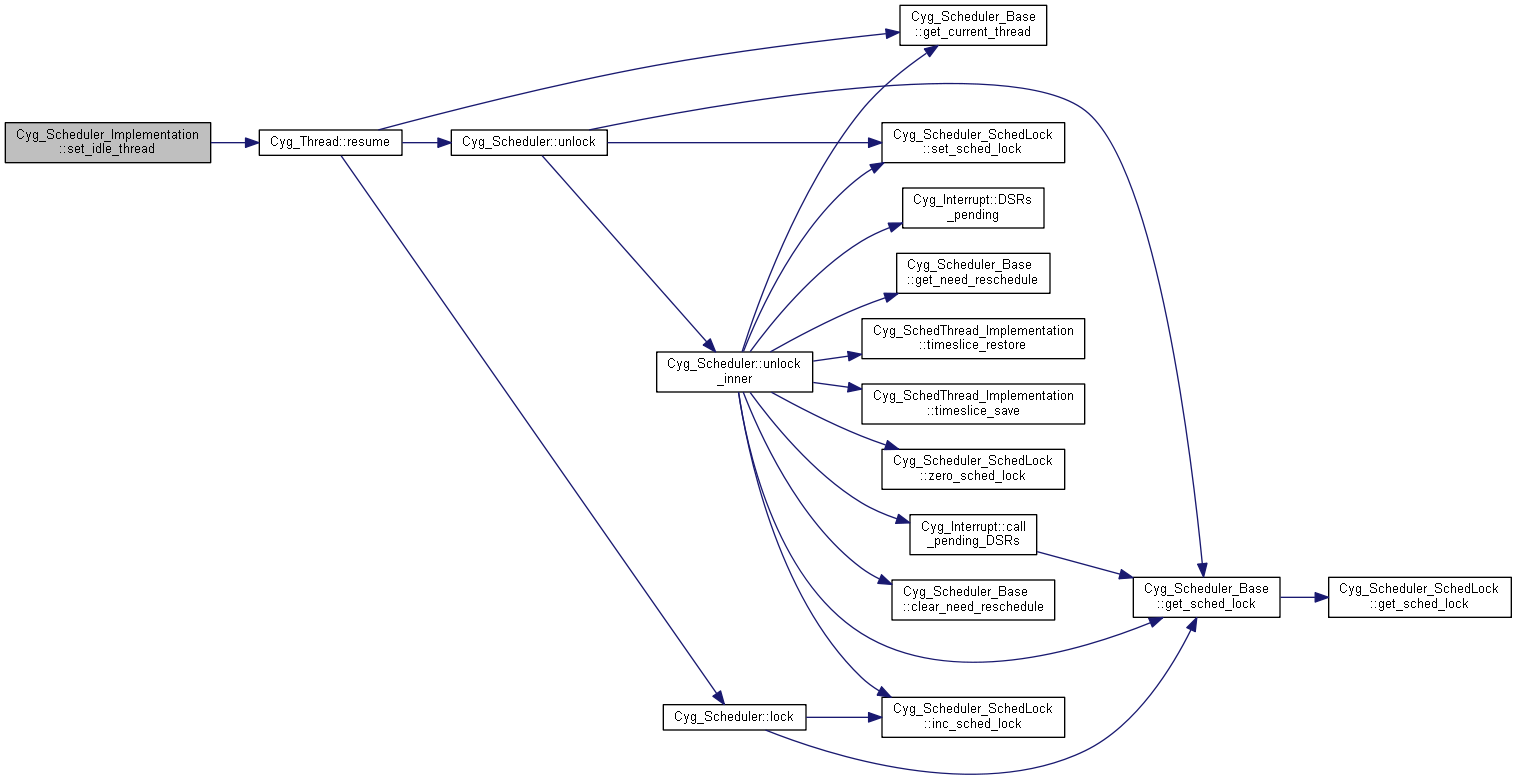 Cyg_Scheduler_Implementation
::set_idle_thread
Cyg_Thread::resume
Cyg_Scheduler::unlock
Cyg_Scheduler_Base
::get_current_thread
Cyg_Scheduler_SchedLock
::set_sched_lock
Cyg_Interrupt::DSRs
_pending
Cyg_Scheduler_Base
::get_need_reschedule
Cyg_SchedThread_Implementation
::timeslice_restore
Cyg_Scheduler::unlock
_inner
Cyg_SchedThread_Implementation
::timeslice_save
Cyg_Scheduler_SchedLock
::zero_sched_lock
Cyg_Interrupt::call
_pending_DSRs
Cyg_Scheduler_Base
::clear_need_reschedule
Cyg_Scheduler_Base
::get_sched_lock
Cyg_Scheduler_SchedLock
::get_sched_lock
Cyg_Scheduler::lock
Cyg_Scheduler_SchedLock
::inc_sched_lock